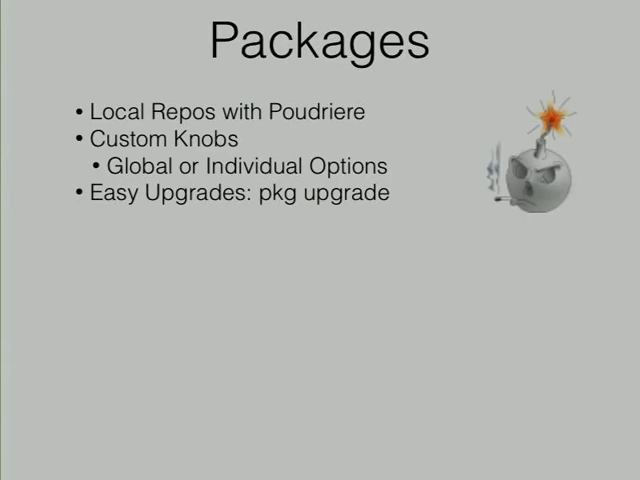 Packages
• Local Repos with Poudriere
• Custom Knobs
• Global or Individual Options
• Easy Upgrades: pkg upgrade